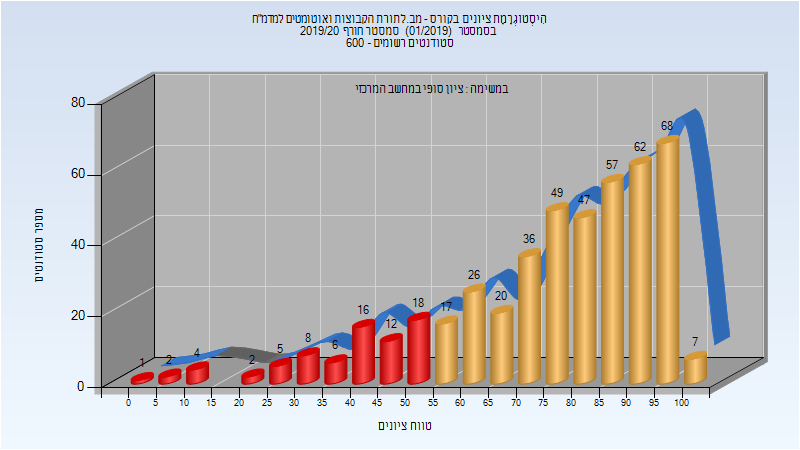 היסטוגרמת ציונים בקורס - מב.לתורת הקבוצות ואוטומטים למדמ"ח
בסמסטר (01/2019) סמסטר חורף 2019/20
סטודנטים רשומים - 600
במשימה : ציון סופי במחשב המרכזי
מספר סטודנטים
80
60
40
20
0
1 2 4 2 5 8 6 16 12 18 17 26 20 36 49 47 57 62 68 7
0 5 10 15 20 25 30 35 40 45 50 55 60 65 70 75 80 85 90 95 100
טווח ציונים